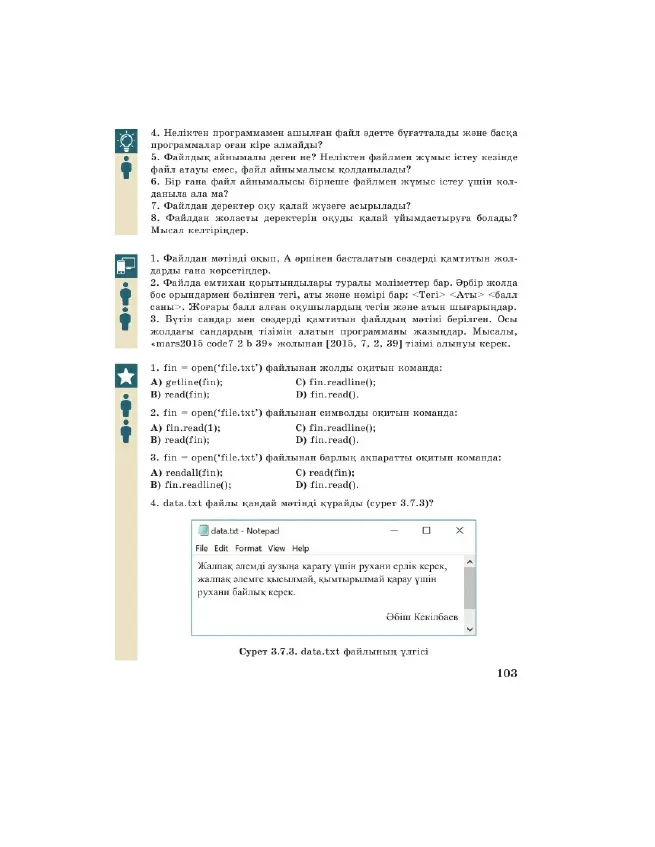 4. Неліктен программамен ашылған файл әдетте бұғатталады және басқа
программалар оған кіре алмайды?
5. Файлдық айнымалы деген не? Неліктен файлмен жұмыс істеу кезінде
файл атауы емес, файл айнымалысы қолданылады?
6. Бір ғана файл айнымалысы бірнеше файлмен жұмыс істеу үшін қол-
даныла ала ма?
7. Файлдан деректер оқу қалай жүзеге асырылады?
8. Файлдан жоласты деректерін оқуды қалай ұйымдастыруға болады?
Мысал келтіріңдер.
1. Файлдан мәтінді оқып, А әрпінен басталатын сөздерді қамтитын жол-
дарды ғана көрсетіңдер.
2. Файлда емтихан қорытындылары туралы мәліметтер бар. Әрбір жолда
бос орындармен бөлінген тегі, аты және нөмірі бар: <Тегі> <Аты> <балл
саны>. Жоғары балл алған оқушылардың тегін және атын шығарыңдар.
3. Бүтін сандар мен сөздерді қамтитын файлдың мәтіні берілген. Осы
жолдағы сандардың тізімін алатын программаны жазыңдар. Мысалы,
«mars2015 code7 2 b 39» жолынан [2015, 7, 2, 39] тізімі алынуы керек.
1. fin = open('file.txt') файлынан жолды оқитын команда:
A) getline(fin); C) fin.readline();
B) read(fin); D) fin.read().
2. fin = open('file.txt') файлынан символды оқитын команда:
A) fin.read(1); C) fin.readline();
B) read(fin); D) fin.read().
3. fin = open('file.txt') файлынан барлық ақпаратты оқитын команда:
A) readall(fin); C) read(fin);
B) fin.readline(); D) fin.read().
4. data.txt файлы қандай мәтінді құрайды (сурет 3.7.3)?
data.txt - Notepad
File Edit Format View Help
Жалпақ әлемді аузыңа қарату үшін рухани ерлік керек,
жалпақ әлемге қысылмай, қымтырылмай қарау үшін
рухани байлық керек.
Әбіш Кекілбаев
Сурет 3.7.3. data.txt файлының үлгісі
103